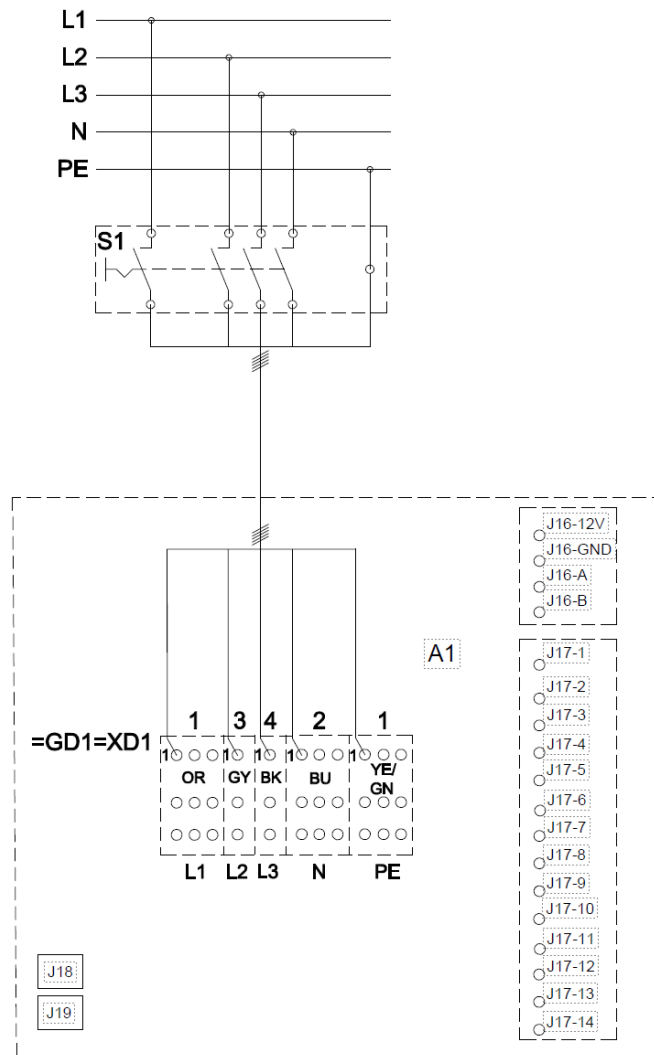 L1
L2
L3
N
PE
S1
J16-12V
J16-GND
J16-A
J16-B
A1
J17-1
J17-2
J17-3
J17-4
J17-5
J17-6
J17-7
J17-8
J17-9
J17-10
J17-11
J17-12
J17-13
J17-14
1 3 4 2 1
=GD1=XD1
1 1 1 1 1
OR GY BK BU YE/
GN
L1 L2 L3 N PE
J18
J19